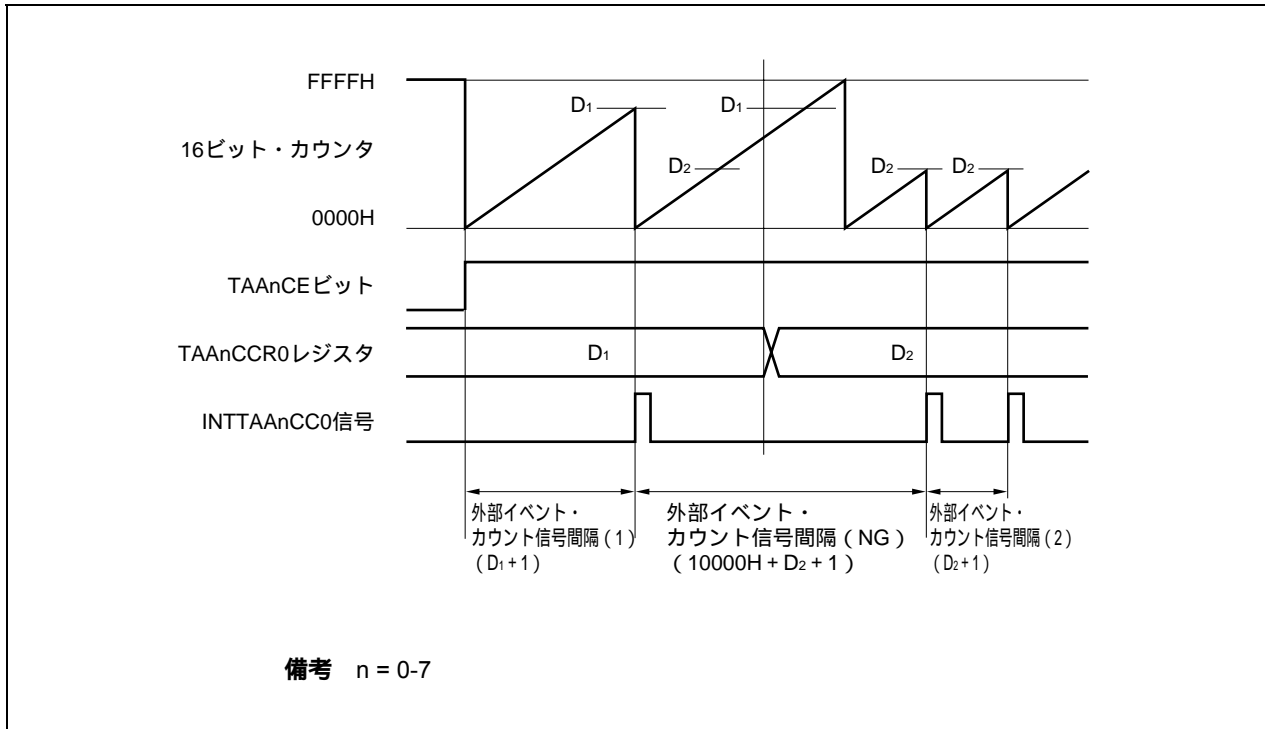 FFFFH
D1
D1
16ビット・カウンタ
D2
D2
D2
0000H
TAAnCEビット
TAAnCCR0レジスタ
D1
D2
INTTAAnCC0信号
外部イベント・
カウント信号間隔(1)
(D1+1)
外部イベント・
カウント信号間隔(NG)
(10000H + D2 + 1)
外部イベント・
カウント信号間隔(2)
(D2+1)
備考 n = 0-7